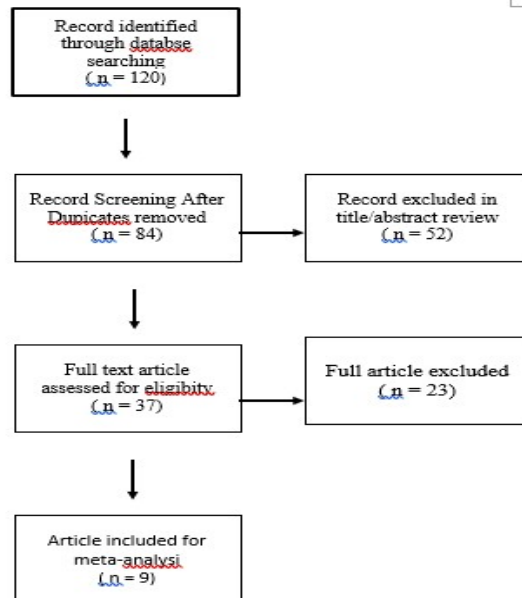 Record identified
through databse
searching
( n = 120)
Record Screening After
Dupicates removed
( n = 84)
Record excluded in
title/abstract review
( n = 52)
Full text article
assessed for eligibity
( n = 37)
Full article excluded
( n = 23)
Article included for
meta-analysi
( n = 9)